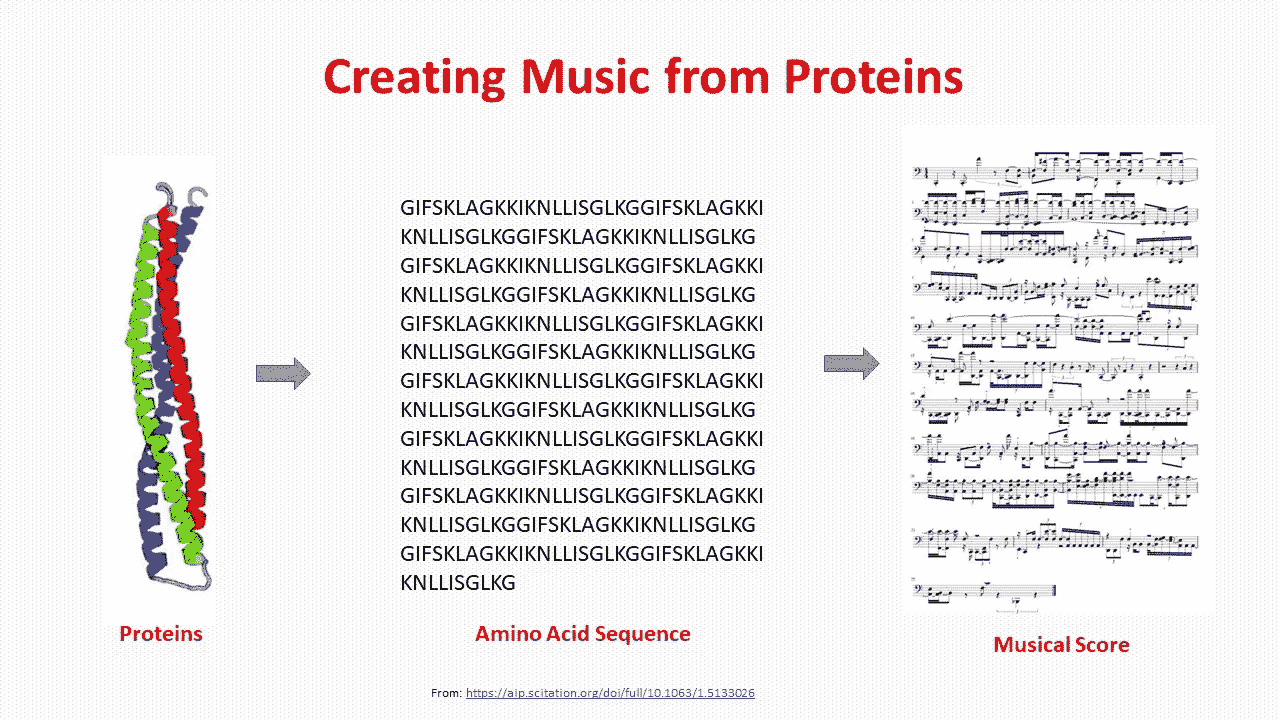 Creating Music from Proteins
GIFSKLAGKKIKNLLISGLKGGIFSKLAGKKI
KNLLISGLKGGIFSKLAGKKIKNLLISGLKG
GIFSKLAGKKIKNLLISGLKGGIFSKLAGKKI
KNLLISGLKGGIFSKLAGKKIKNLLISGLKG
GIFSKLAGKKIKNLLISGLKGGIFSKLAGKKI
KNLLISGLKGGIFSKLAGKKIKNLLISGLKG
GIFSKLAGKKIKNLLISGLKGGIFSKLAGKKI
KNLLISGLKGGIFSKLAGKKIKNLLISGLKG
GIFSKLAGKKIKNLLISGLKGGIFSKLAGKKI
KNLLISGLKGGIFSKLAGKKIKNLLISGLKG
GIFSKLAGKKIKNLLISGLKGGIFSKLAGKKI
KNLLISGLKGGIFSKLAGKKIKNLLISGLKG
GIFSKLAGKKIKNLLISGLKGGIFSKLAGKKI
KNLLISGLKG
Proteins
Amino Acid Sequence
Musical Score
From: https://aip.scitation.org/doi/full/10.1063/1.5133026